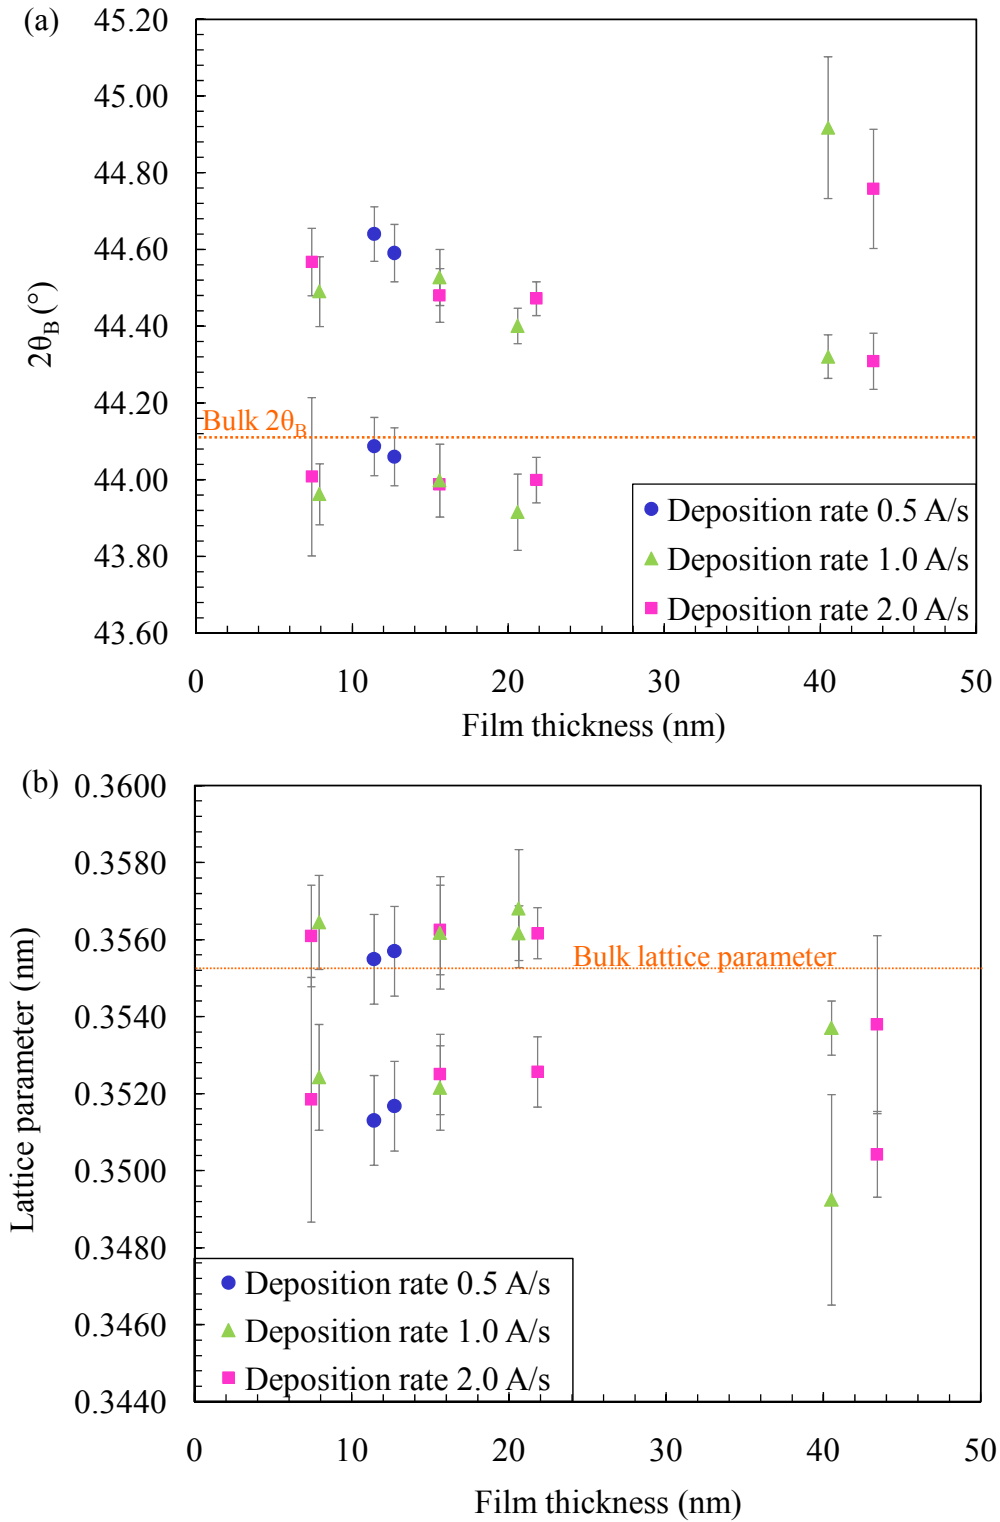 (a)
45.20
45.00
44.80
44.60
44.40
44.20
44.00
43.80
43.60
2θB (°)
Bulk 2θB
Deposition rate 0.5 A/s
Deposition rate 1.0 A/s
Deposition rate 2.0 A/s
0 10 20 30 40 50
Film thickness (nm)
(b)
0.3600
0.3580
0.3560
0.3540
0.3520
0.3500
0.3480
0.3460
0.3440
Lattice parameter (nm)
Bulk lattice parameter
Deposition rate 0.5 A/s
Deposition rate 1.0 A/s
Deposition rate 2.0 A/s
0 10 20 30 40 50
Film thickness (nm)